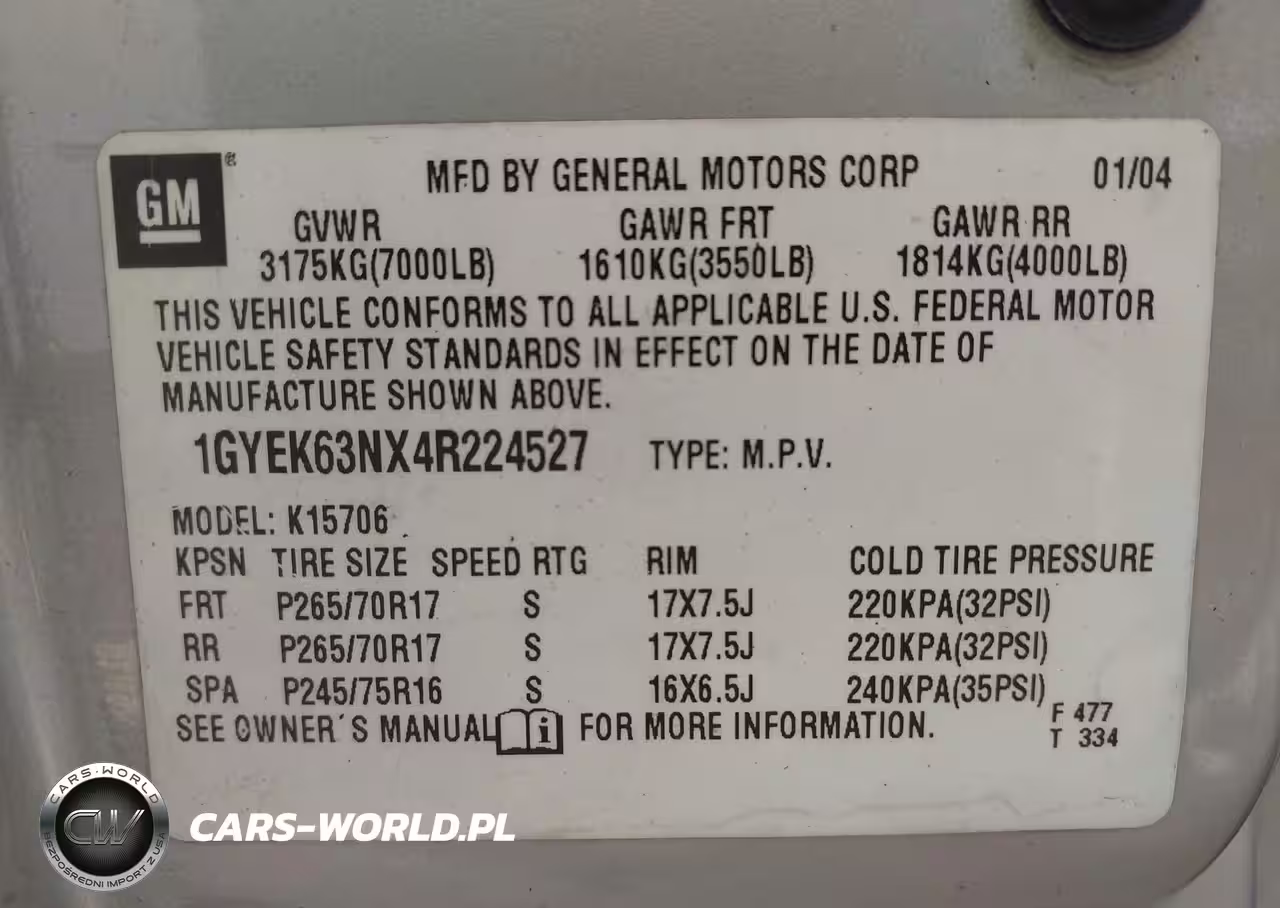 GM ®
MFD BY GENERAL MOTORS CORP 01/04
GVWR GAWR FRT GAWR RR
3175KG(7000LB) 1610KG(3550LB) 1814KG(4000LB)
THIS VEHICLE CONFORMS TO ALL APPLICABLE U.S. FEDERAL MOTOR
VEHICLE SAFETY STANDARDS IN EFFECT ON THE DATE OF
MANUFACTURE SHOWN ABOVE.
1GYEK63NX4R224527 TYPE: M.P.V.
MODEL: K15706
KPSN TIRE SIZE SPEED RTG RIM COLD TIRE PRESSURE
FRT P265/70R17 S 17X7.5J 220KPA(32PSI)
RR P265/70R17 S 17X7.5J 220KPA(32PSI)
SPA P245/75R16 S 16X6.5J 240KPA(35PSI)
SEE OWNER´S MANUAL i FOR MORE INFORMATION.
F 477
T 334
CARS-WORLD
CW
BEZPOŚREDNI IMPORT Z USA
CARS-WORLD.PL